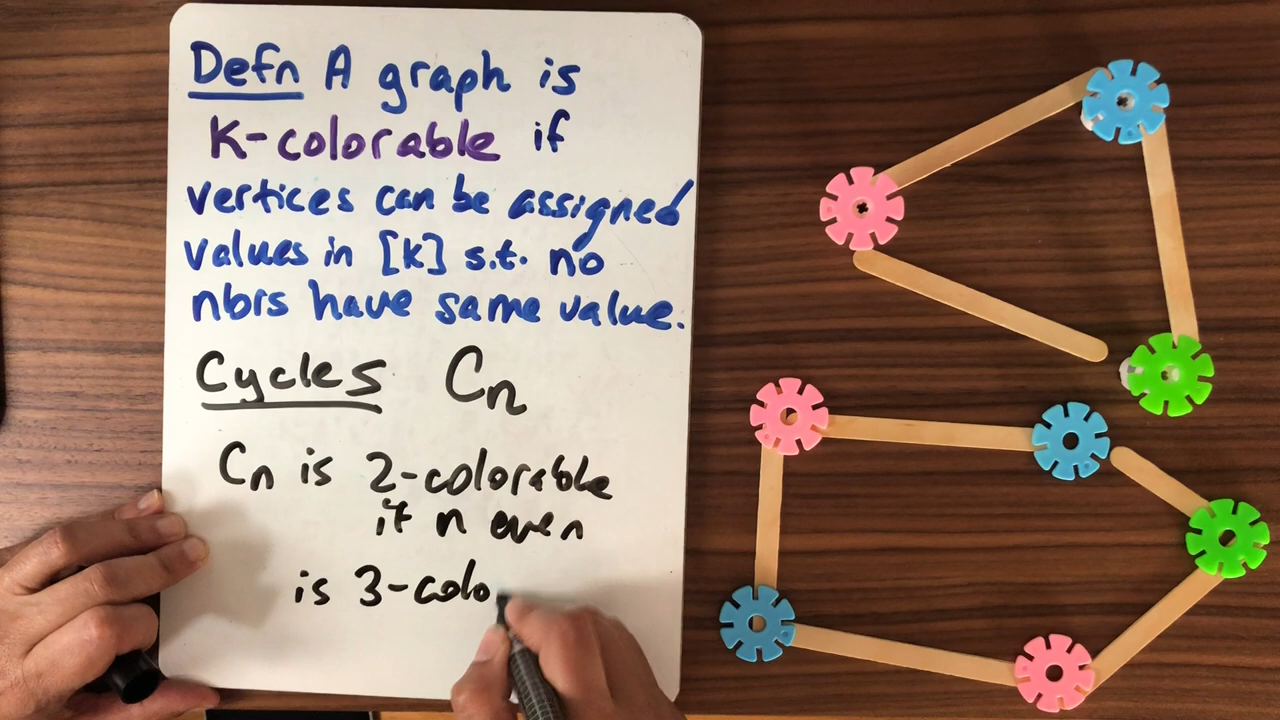 Defn A graph is
K-colorable if
vertices can be assigned
values in [k] s.t. no
nbrs have same value.
Cycles Cn
Cn is 2-colorable
if n even
is 3-colo